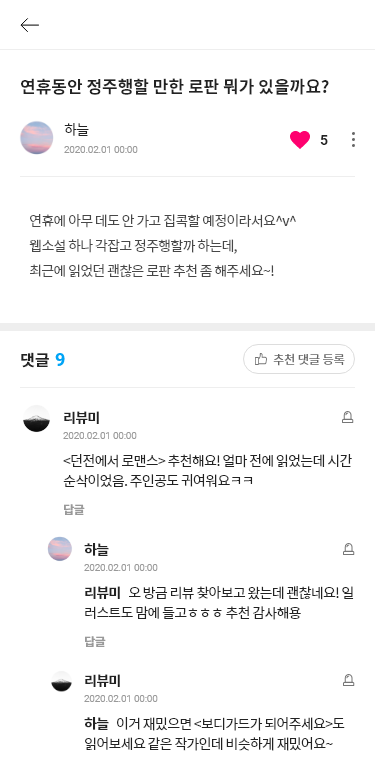 연휴동안 정주행할 만한 로판 뭐가 있을까요?
하늘
2020.02.01 00:00
5
연휴에 아무 데도 안 가고 집콕할 예정이라서요^v^
웹소설 하나 각잡고 정주행할까 하는데,
최근에 읽었던 괜찮은 로판 추천 좀 해주세요~!
댓글 9
추천 댓글 등록
리뷰미
2020.02.01 00:00
<던전에서 로맨스> 추천해요! 얼마 전에 읽었는데 시간
순삭이었음. 주인공도 귀여워요ㅋㅋ
답글
하늘
2020.02.01 00:00
리뷰미 오 방금 리뷰 찾아보고 왔는데 괜찮네요! 일
러스트도 맘에 들고ㅎㅎㅎ 추천 감사해용
답글
리뷰미
2020.02.01 00:00
하늘 이거 재밌으면 <보디가드가 되어주세요>도
읽어보세요 같은 작가인데 비슷하게 재밌어요~